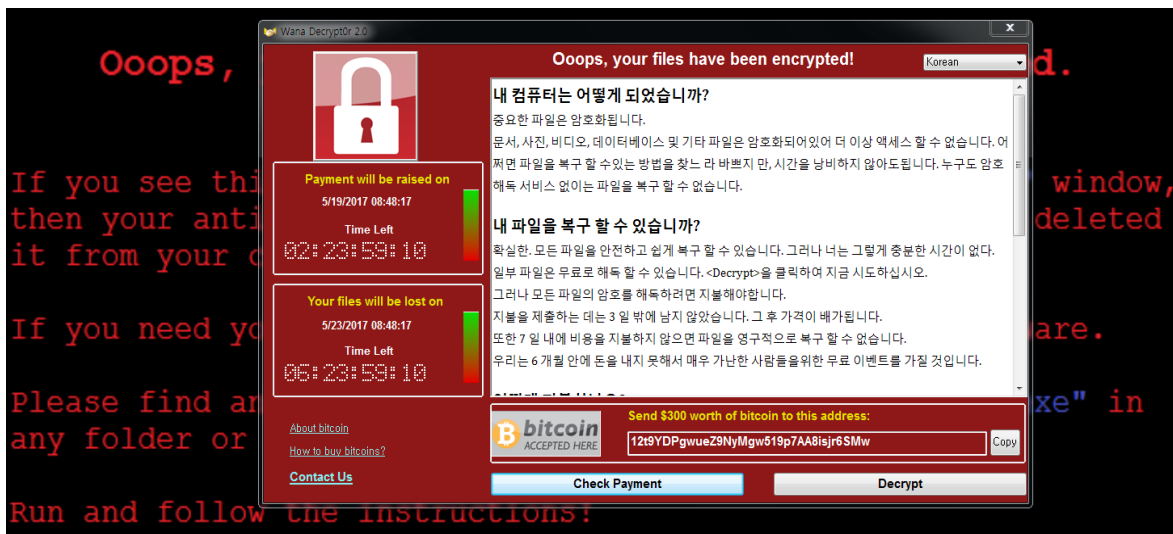 Wana Decrypt0r 2.0
x
Ooops,
d.
Ooops, your files have been encrypted!
Korean
Payment will be raised on
5/19/2017 08:48:17
Time Left
02:23:59:10
Your files will be lost on
5/23/2017 08:48:17
Time Left
06:23:59:10
About bitcoin
How to buy bitcoins?
Contact Us
내 컴퓨터는 어떻게 되었습니까?
중요한 파일은 암호화됩니다.
문서, 사진, 비디오, 데이터베이스 및 기타 파일은 암호화되어있어 더 이상 액세스 할 수 없습니다. 어
쩌면 파일을 복구 할 수있는 방법을 찾느 라 바쁘지 만, 시간을 낭비하지 않아도됩니다. 누구도 암호
해독 서비스 없이는 파일을 복구 할 수 없습니다.
내 파일을 복구 할 수 있습니까?
확실한. 모든 파일을 안전하고 쉽게 복구 할 수 있습니다. 그러나 너는 그렇게 충분한 시간이 없다.
일부 파일은 무료로 해독 할 수 있습니다. <Decrypt>을 클릭하여 지금 시도하십시오.
그러나 모든 파일의 암호를 해독하려면 지불해야합니다.
지불을 제출하는 데는 3 일 밖에 남지 않았습니다. 그 후 가격이 배가됩니다.
또한 7 일 내에 비용을 지불하지 않으면 파일을 영구적으로 복구 할 수 없습니다.
우리는 6 개월 안에 돈을 내지 못해서 매우 가난한 사람들을위한 무료 이벤트를 가질 것입니다.
bitcoin
ACCEPTED HERE
Send $300 worth of bitcoin to this address:
12t9YDPgwueZ9NyMgw519p7AA8isjr6SMw
Copy
Check Payment
Decrypt
If you see thi
window,
then your anti
deleted
it from your
If you need yo
are.
Please find an
xe" in
any folder or
Run and follow the instructions!